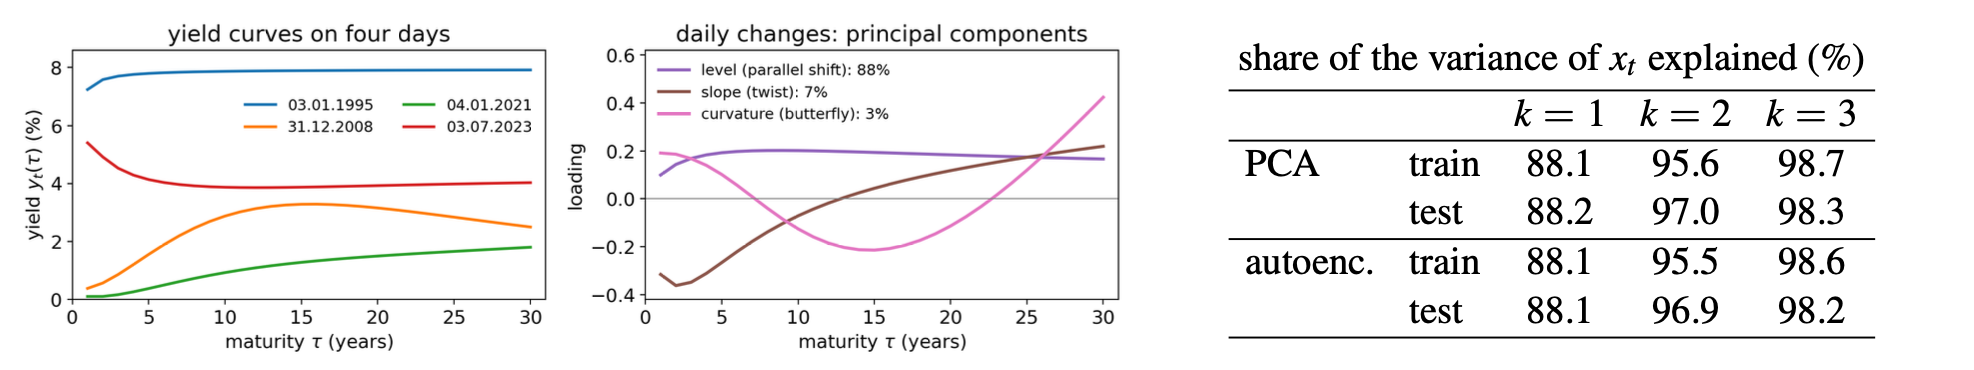 yield curves on four days
8
6
4
2
0
yield yₜ(τ) (%)
03.01.1995
31.12.2008
04.01.2021
03.07.2023
0 5 10 15 20 25 30
maturity τ (years)
daily changes: principal components
0.6
0.4
0.2
0.0
−0.2
−0.4
loading
level (parallel shift): 88%
slope (twist): 7%
curvature (butterfly): 3%
0 5 10 15 20 25 30
maturity τ (years)
share of the variance of xₜ explained (%)
k = 1 k = 2 k = 3
PCA train 88.1 95.6 98.7
test 88.2 97.0 98.3
autoenc. train 88.1 95.5 98.6
test 88.1 96.9 98.2